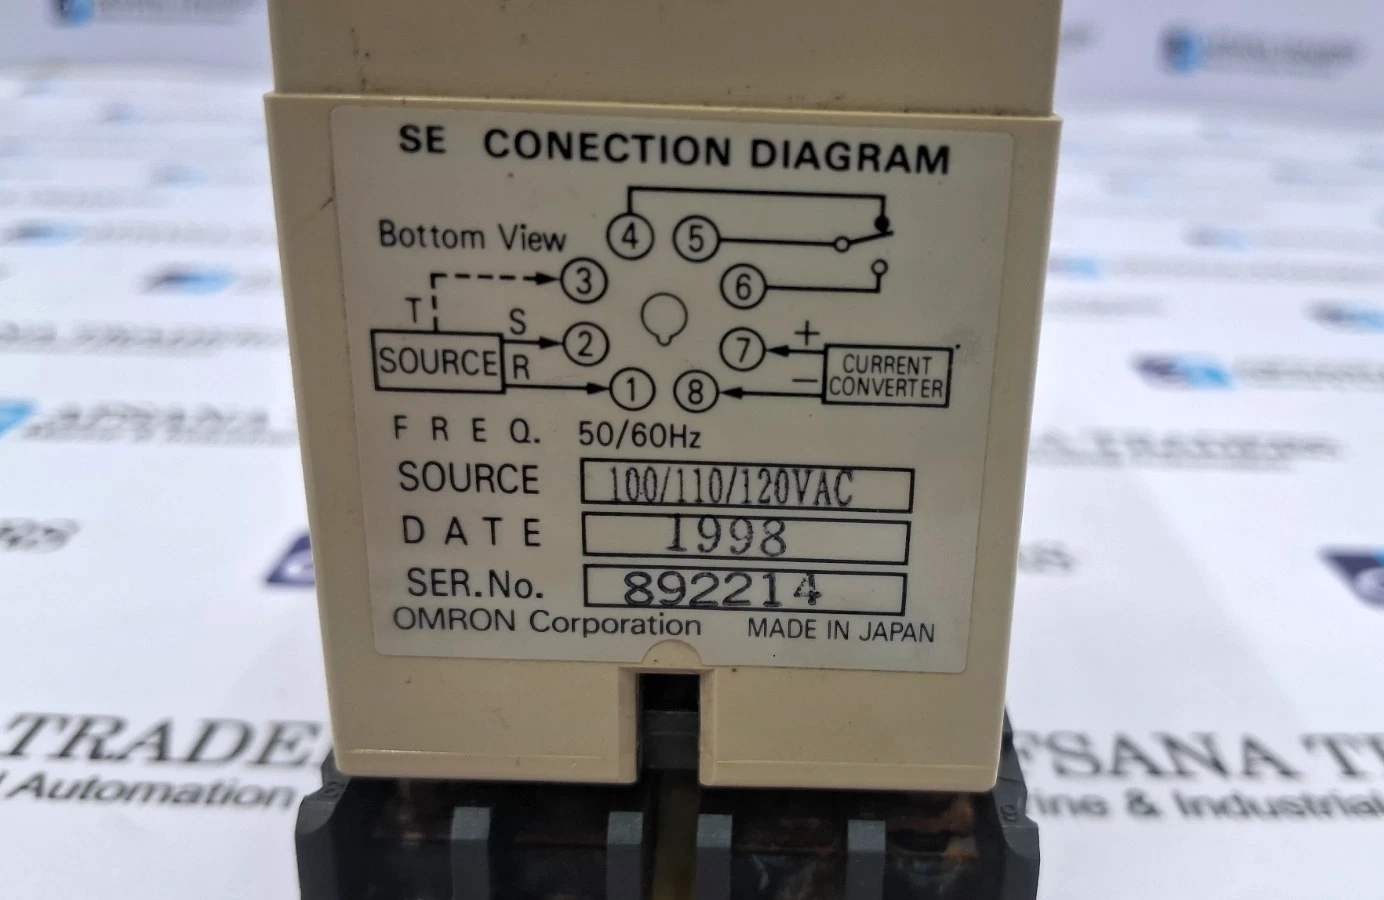 SE CONECTION DIAGRAM
Bottom View
4 5
3 6
T S
SOURCE 2 7 +
R
CURRENT
CONVERTER
1 8 −
FREQ. 50/60Hz
SOURCE 100/110/120VAC
DATE 1998
SER.No. 892214
OMRON Corporation MADE IN JAPAN
TRADE
Automation
FSANA T
ine & Industrial